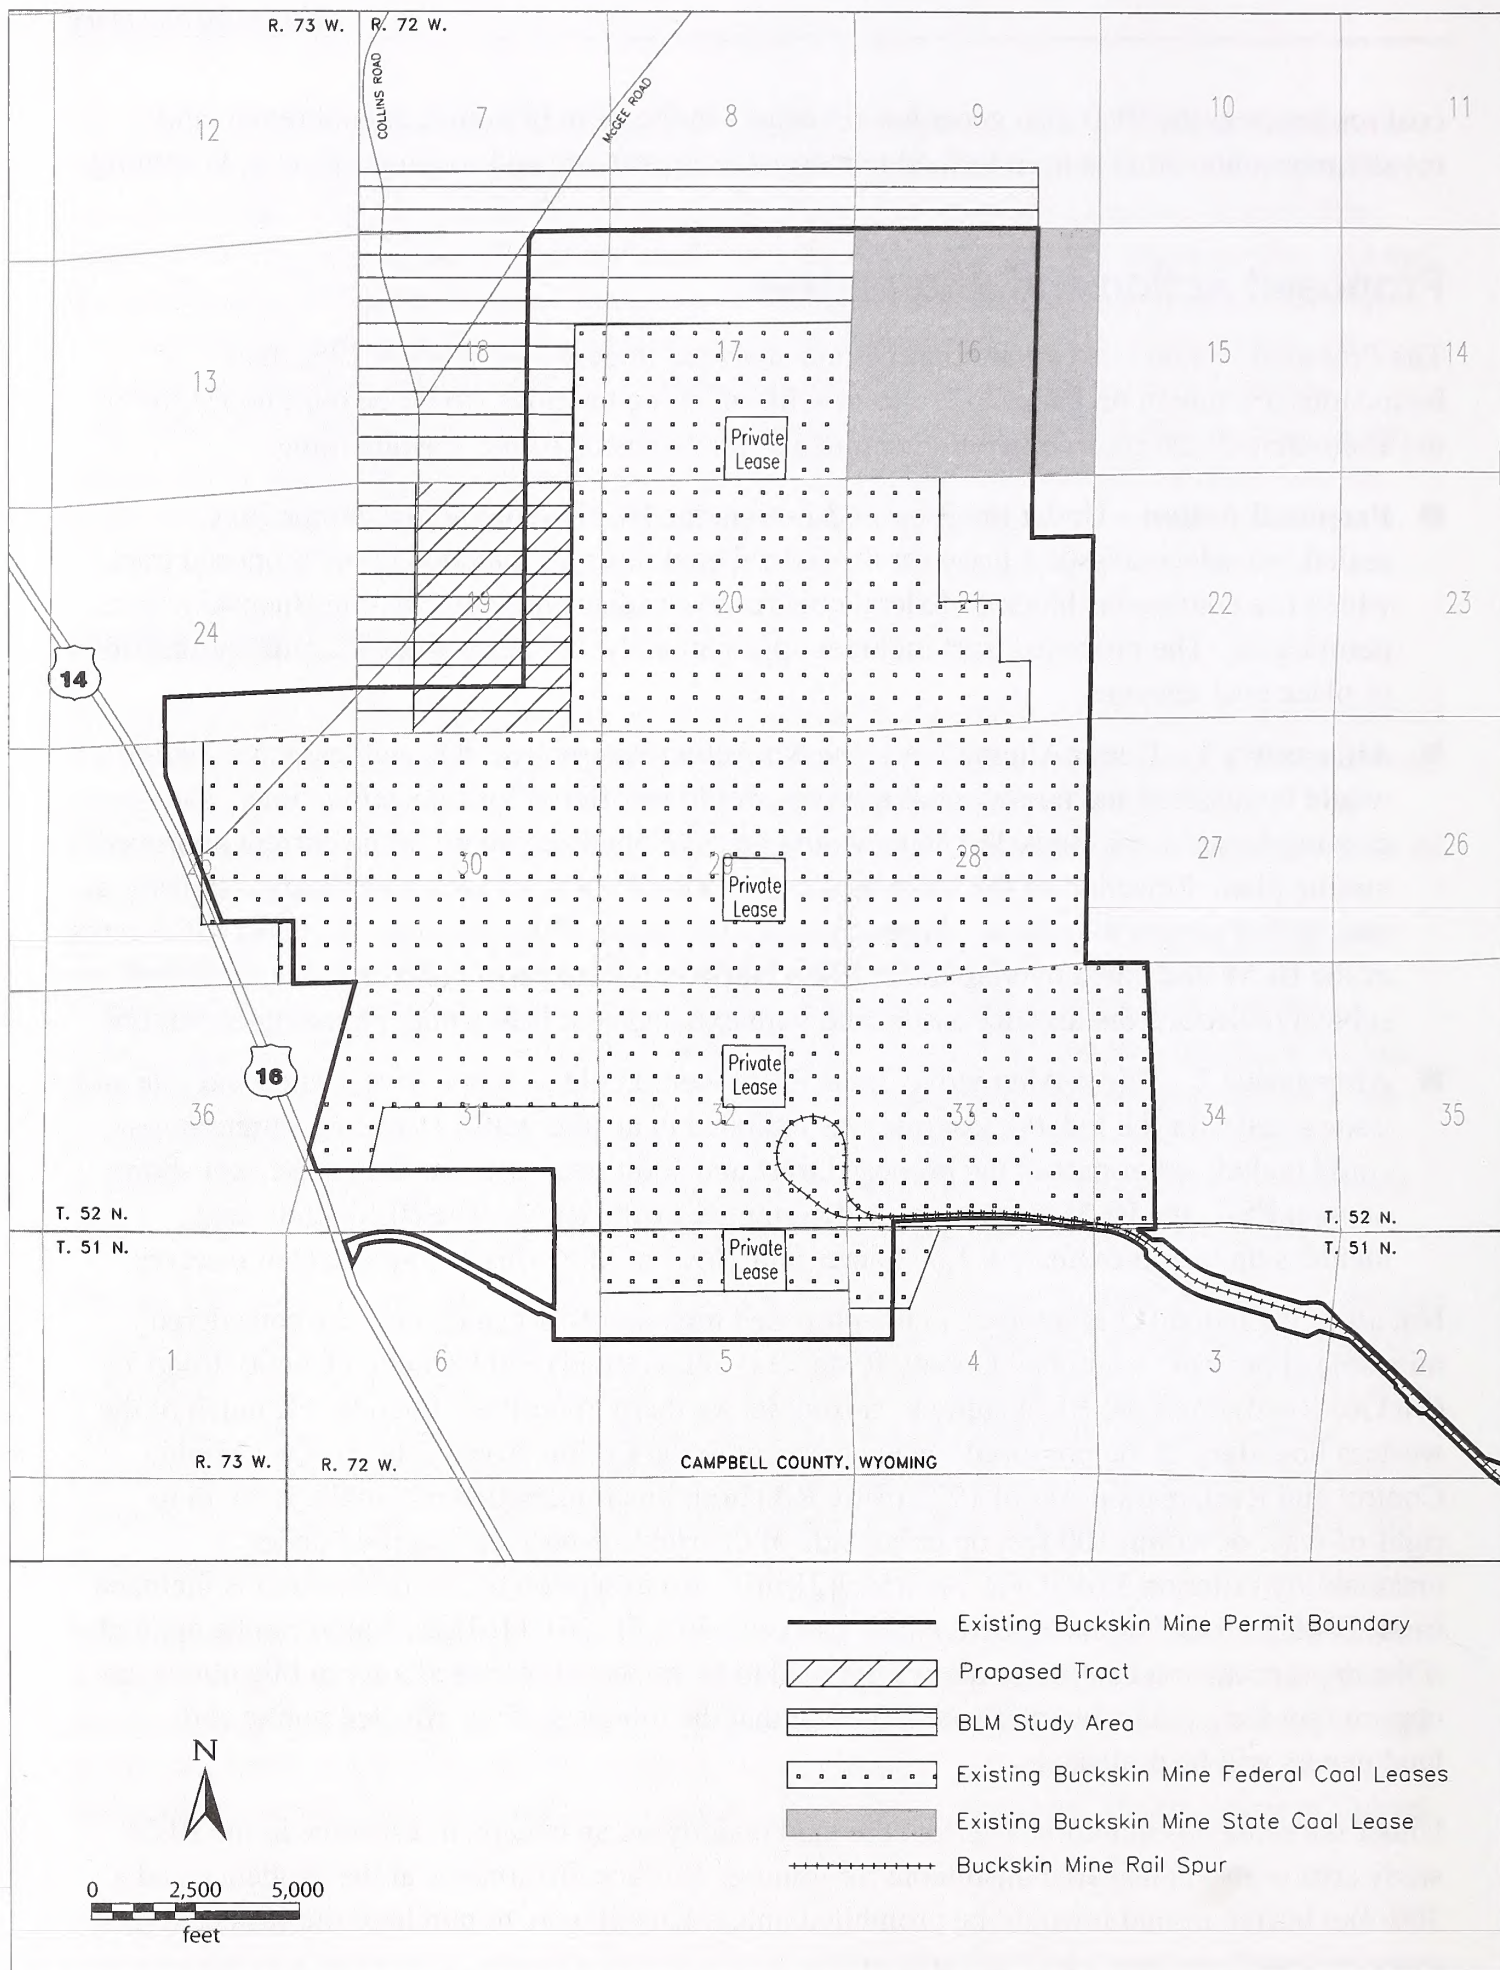 R. 73 W. R. 72 W.
COLLINS ROAD
McGEE ROAD
12 7 8 9 10 11
13 18 17 16 15 14
Private
Lease
24 19 20 21 22 23
14
25 30 29 28 27 26
Private
Lease
16
Private
Lease
36 31 32 33 34 35
T. 52 N. T. 52 N.
T. 51 N. T. 51 N.
Private
Lease
1 6 5 4 3 2
R. 73 W. R. 72 W. CAMPBELL COUNTY, WYOMING
Existing Buckskin Mine Permit Boundary
Proposed Tract
BLM Study Area
Existing Buckskin Mine Federal Coal Leases
Existing Buckskin Mine State Coal Lease
Buckskin Mine Rail Spur
N
0 2,500 5,000
feet